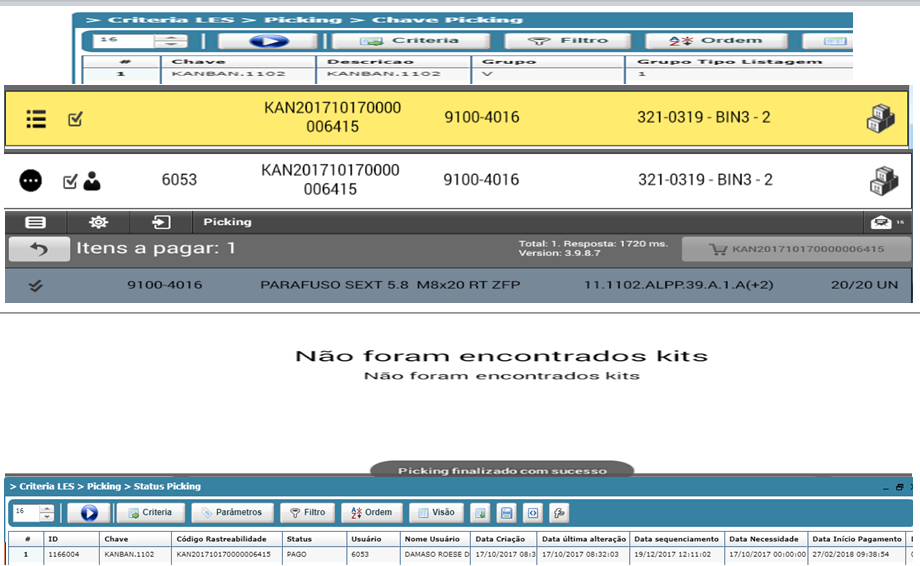 > Criteria LES > Picking > Chave Picking
16 Criteria Filtro Ordem
# Chave Descricao Grupo Grupo Tipo Listagem
1 KANBAN.1102 KANBAN.1102 V 1
KAN201710170000
006415
9100-4016 321-0319 - BIN3 - 2
6053 KAN201710170000
006415
9100-4016 321-0319 - BIN3 - 2
Picking 15
Itens a pagar: 1
Total: 1. Resposta: 1720 ms.
Version: 3.9.8.7
KAN201710170000006415
9100-4016 PARAFUSO SEXT 5.8 M8x20 RT ZFP 11.1102.ALPP.39.A.1.A(+2) 20/20 UN
Não foram encontrados kits
Não foram encontrados kits
Picking finalizado com sucesso
> Criteria LES > Picking > Status Picking
16 Criteria Parâmetros Filtro Ordem Visão
# ID Chave Código Rastreabilidade Status Usuário Nome Usuário Data Criação Data última alteração Data sequenciamento Data Necessidade Data Início Pagamento
1 1166004 KANBAN.1102 KAN201710170000006415 PAGO 6053 DAMASO ROESE D 17/10/2017 08:3 17/10/2017 08:32:03 19/12/2017 12:11:02 17/10/2017 00:00:00 27/02/2018 09:38:54